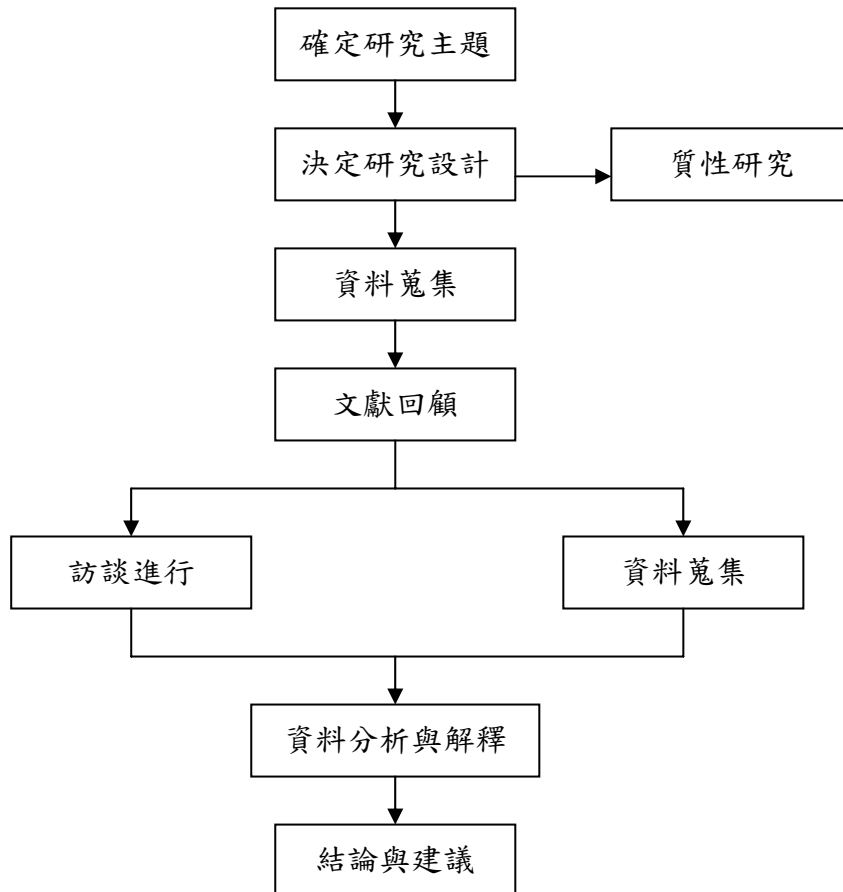 確定研究主題
決定研究設計
質性研究
資料蒐集
文獻回顧
訪談進行
資料蒐集
資料分析與解釋
結論與建議